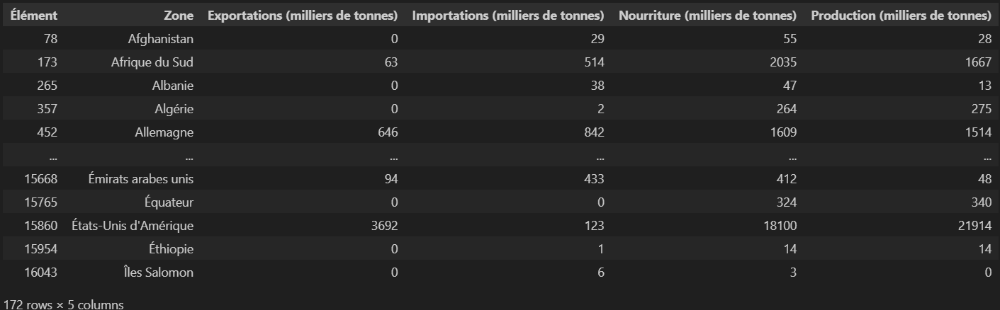 Élément Zone Exportations (milliers de tonnes) Importations (milliers de tonnes) Nourriture (milliers de tonnes) Production (milliers de tonnes)
78 Afghanistan 0 29 55 28
173 Afrique du Sud 63 514 2035 1667
265 Albanie 0 38 47 13
357 Algérie 0 2 264 275
452 Allemagne 646 842 1609 1514
... ... ... ... ... ...
15668 Émirats arabes unis 94 433 412 48
15765 Équateur 0 0 324 340
15860 États-Unis d'Amérique 3692 123 18100 21914
15954 Éthiopie 0 1 14 14
16043 Îles Salomon 0 6 3 0
172 rows × 5 columns